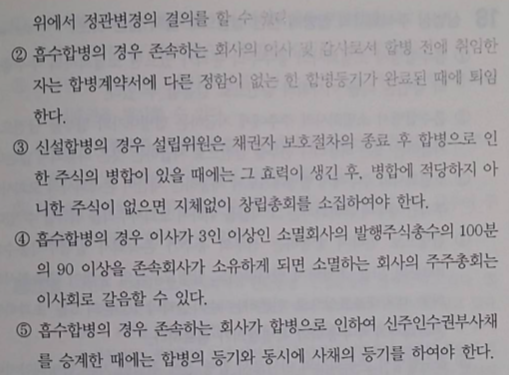 위에서 정관변경의 결의를 할 수
② 흡수합병의 경우 존속하는 회사의 이사 및 감사로서 합병 전에 취임한
자는 합병계약서에 다른 정함이 없는 한 합병등기가 완료된 때에 퇴임
한다.
③ 신설합병의 경우 설립위원은 채권자 보호절차의 종료 후 합병으로 인
한 주식의 병합이 있을 때에는 그 효력이 생긴 후, 병합에 적당하지 아
니한 주식이 없으면 지체없이 창립총회를 소집하여야 한다.
④ 흡수합병의 경우 이사가 3인 이상인 소멸회사의 발행주식총수의 100분
의 90 이상을 존속회사가 소유하게 되면 소멸하는 회사의 주주총회는
이사회로 갈음할 수 있다.
⑤ 흡수합병의 경우 존속하는 회사가 합병으로 인하여 신주인수권부사채
를 승계한 때에는 합병의 등기와 동시에 사채의 등기를 하여야 한다.